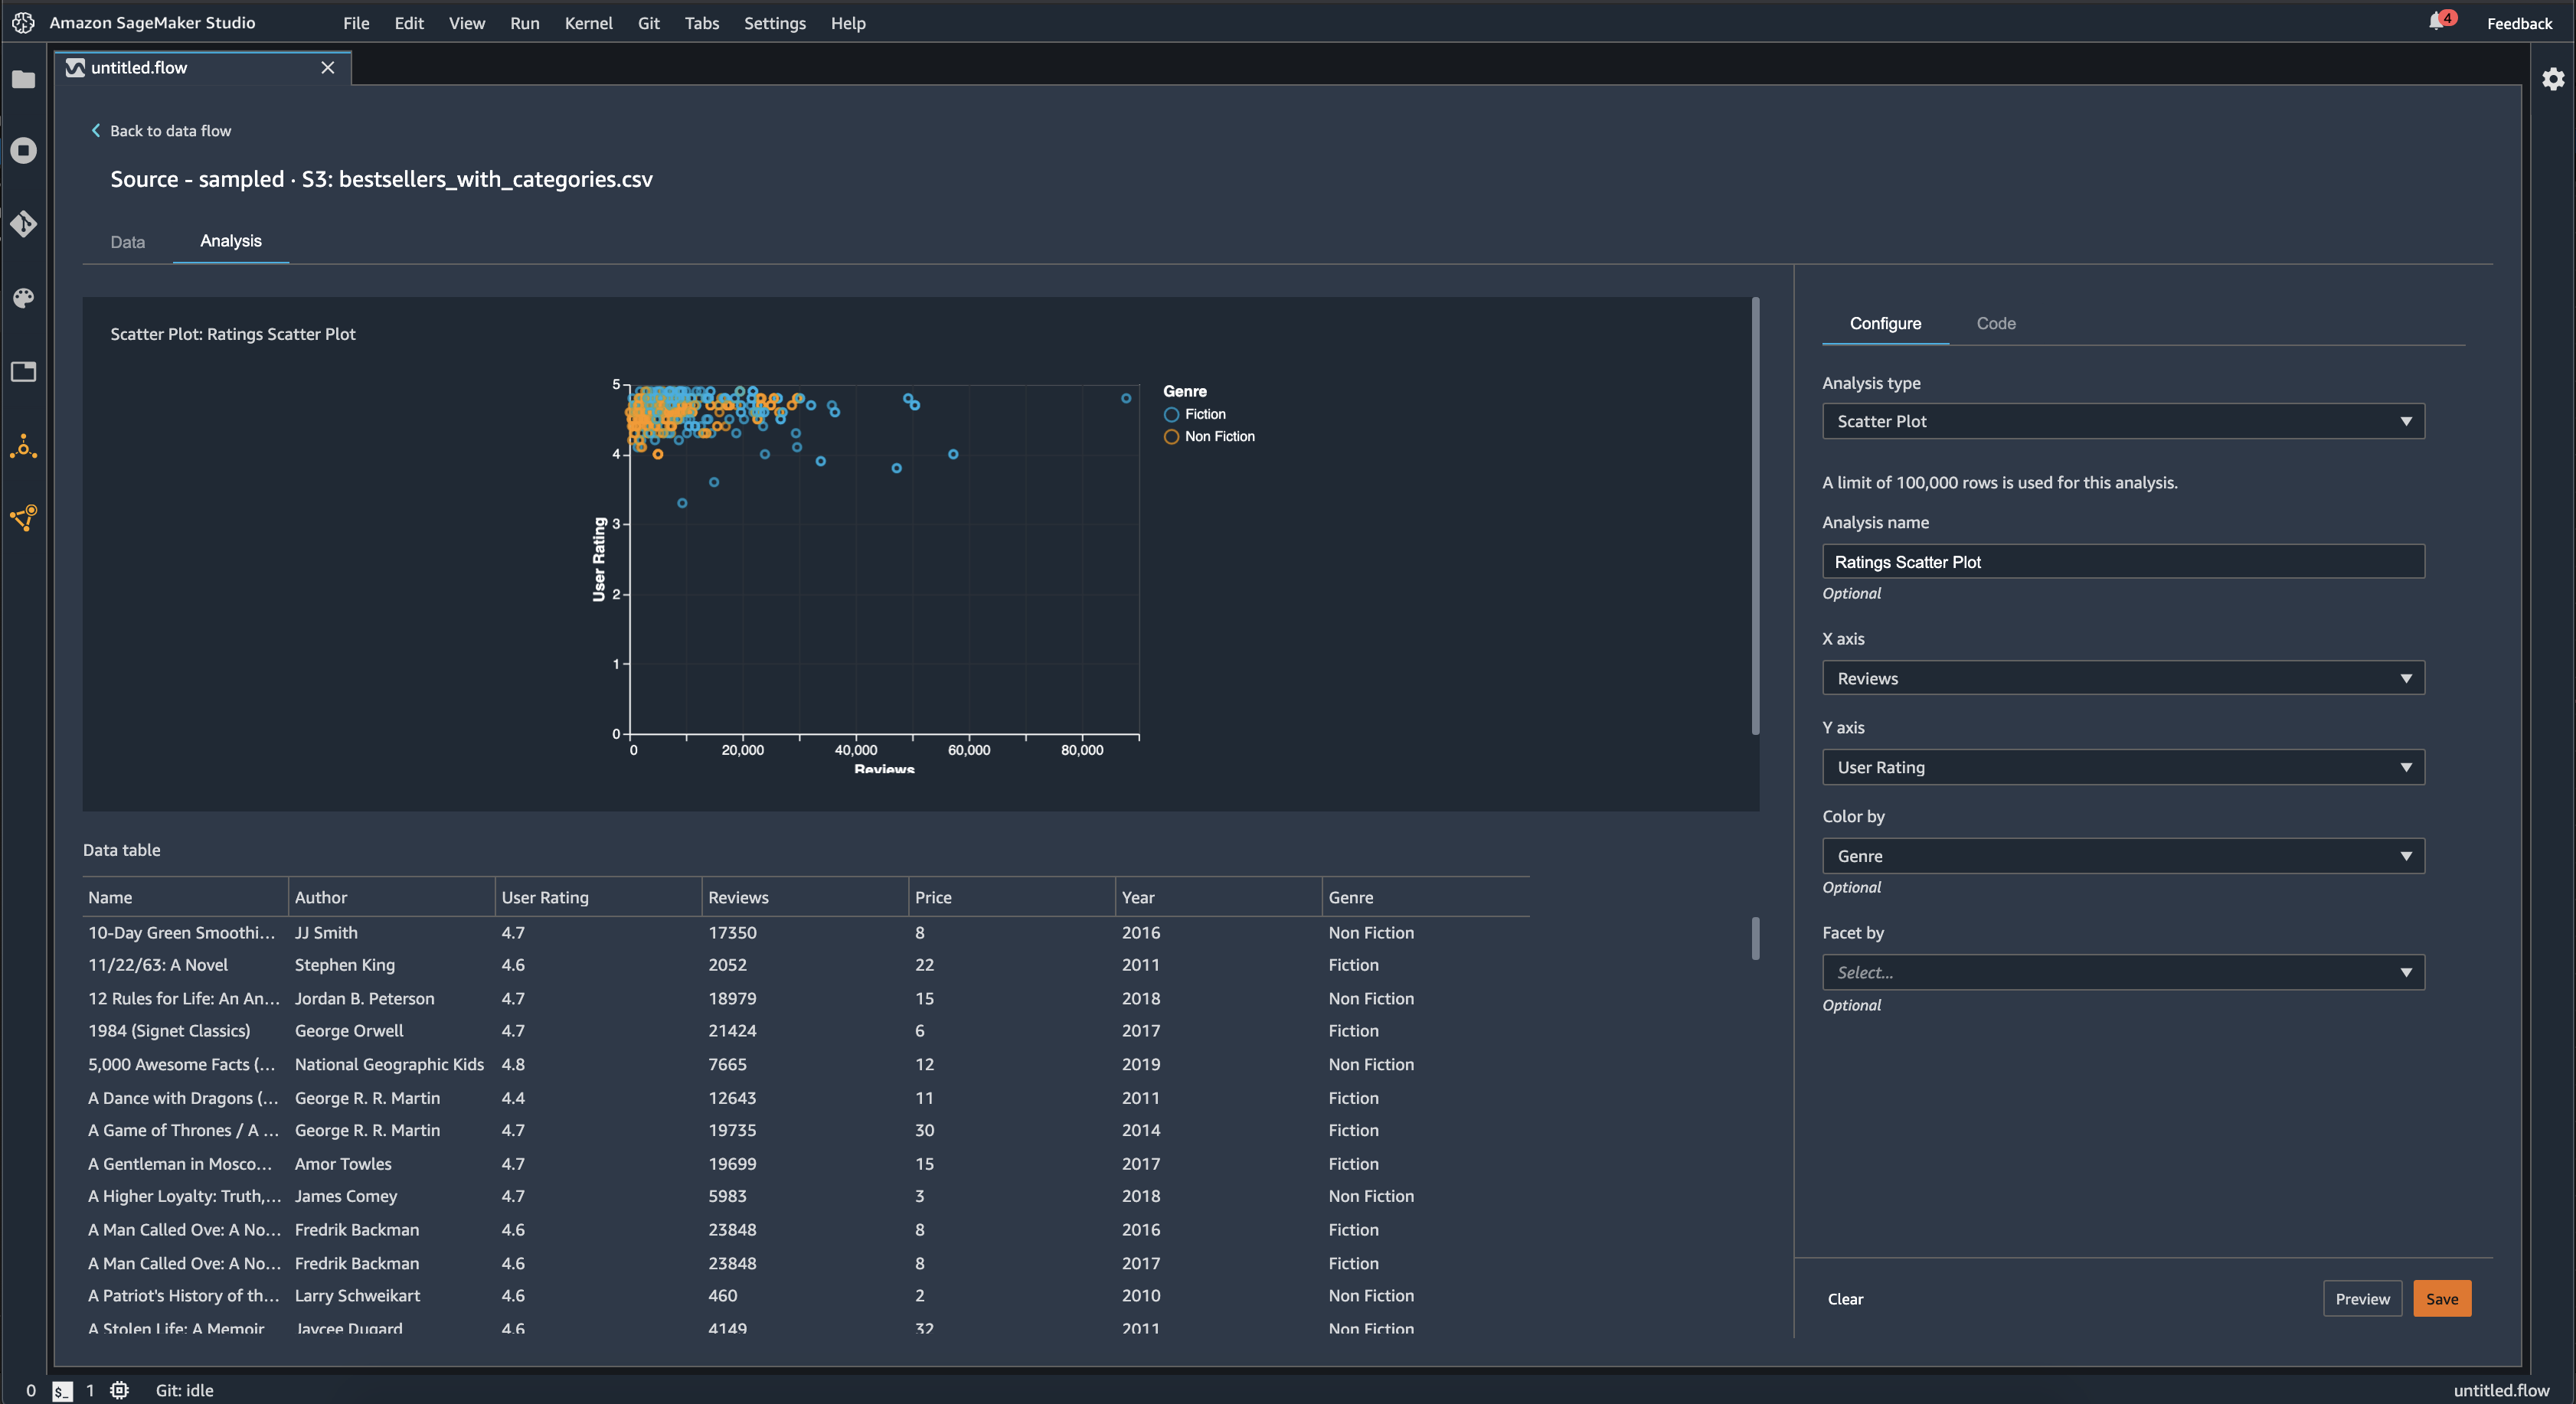 Amazon SageMaker Studio File Edit View Run Kernel Git Tabs Settings Help 4 Feedback
untitled.flow
Back to data flow
Source - sampled · S3: bestsellers_with_categories.csv
Data Analysis
Scatter Plot: Ratings Scatter Plot
5
4
3
2
1
0
User Rating
0 20,000 40,000 60,000 80,000
Reviews
Genre
Fiction
Non Fiction
Data table
Name Author User Rating Reviews Price Year Genre
10-Day Green Smoothi... JJ Smith 4.7 17350 8 2016 Non Fiction
11/22/63: A Novel Stephen King 4.6 2052 22 2011 Fiction
12 Rules for Life: An An... Jordan B. Peterson 4.7 18979 15 2018 Non Fiction
1984 (Signet Classics) George Orwell 4.7 21424 6 2017 Fiction
5,000 Awesome Facts (... National Geographic Kids 4.8 7665 12 2019 Non Fiction
A Dance with Dragons (... George R. R. Martin 4.4 12643 11 2011 Fiction
A Game of Thrones / A ... George R. R. Martin 4.7 19735 30 2014 Fiction
A Gentleman in Mosco... Amor Towles 4.7 19699 15 2017 Fiction
A Higher Loyalty: Truth,... James Comey 4.7 5983 3 2018 Non Fiction
A Man Called Ove: A No... Fredrik Backman 4.6 23848 8 2016 Fiction
A Man Called Ove: A No... Fredrik Backman 4.6 23848 8 2017 Fiction
A Patriot's History of th... Larry Schweikart 4.6 460 2 2010 Non Fiction
A Stolen Life: A Memoir Jaycee Dugard 4.6 4149 32 2011 Non Fiction
Configure Code
Analysis type
Scatter Plot
A limit of 100,000 rows is used for this analysis.
Analysis name
Ratings Scatter Plot
Optional
X axis
Reviews
Y axis
User Rating
Color by
Genre
Optional
Facet by
Select...
Optional
Clear Preview Save
0 $_ 1 Git: idle untitled.flow